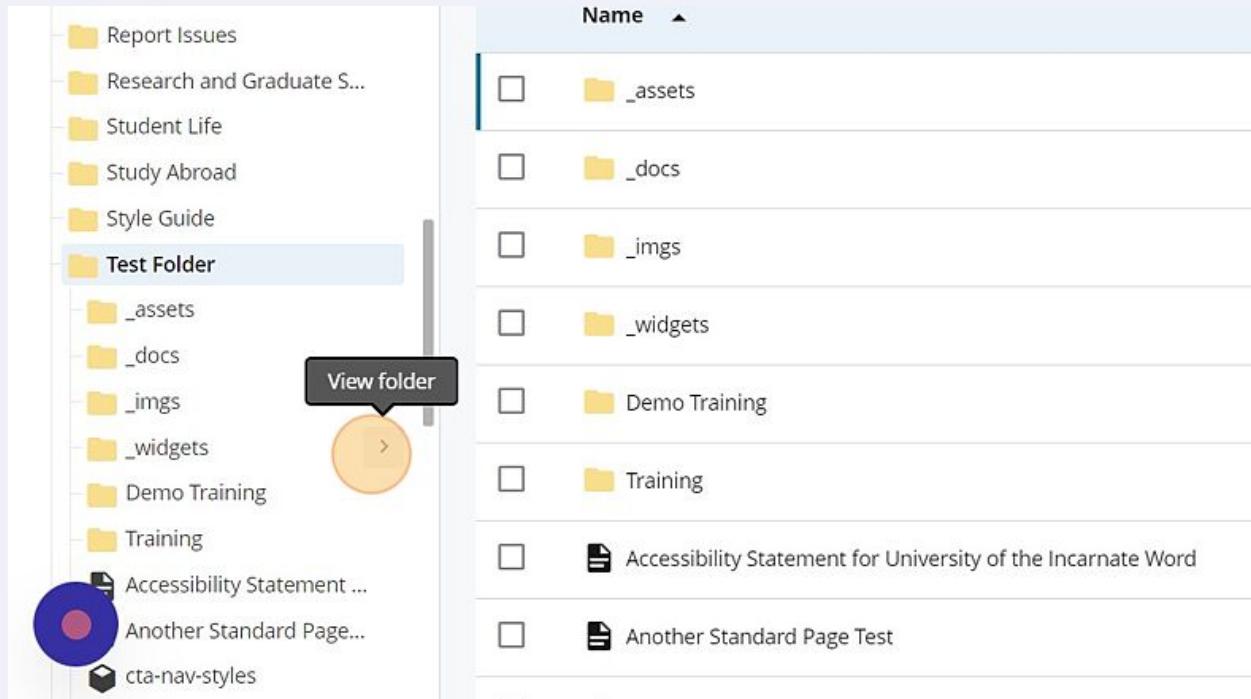 Report Issues
Research and Graduate S...
Student Life
Study Abroad
Style Guide
Test Folder
_assets
_docs
_imgs
View folder
_widgets
Demo Training
Training
Accessibility Statement ...
Another Standard Page...
cta-nav-styles
Name
_assets
_docs
_imgs
_widgets
Demo Training
Training
Accessibility Statement for University of the Incarnate Word
Another Standard Page Test